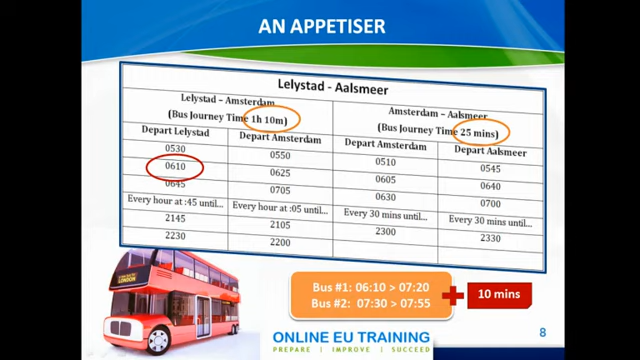 AN APPETISER
Lelystad - Aalsmeer
Lelystad – Amsterdam
(Bus Journey Time 1h 10m)
Amsterdam – Aalsmeer
(Bus Journey Time 25 mins)
Depart Lelystad
Depart Amsterdam
Depart Amsterdam
Depart Aalsmeer
0530
0550
0510
0545
0610
0625
0605
0640
0645
0705
0630
0700
Every hour at :45 until...
Every hour at :05 until...
Every 30 mins until...
Every 30 mins until...
2145
2105
2300
2330
2230
2200
LONDON
Bus #1: 06:10 > 07:20
Bus #2: 07:30 > 07:55
10 mins
ONLINE EU TRAINING
PREPARE | IMPROVE | SUCCEED
8